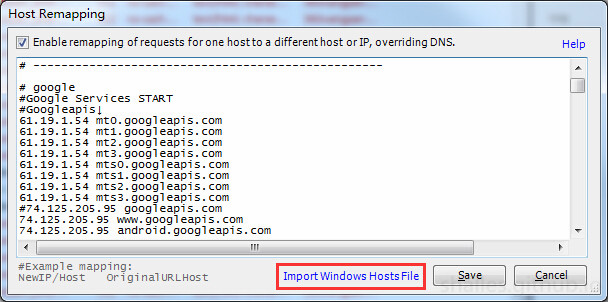 Host Remapping
Enable remapping of requests for one host to a different host or IP, overriding DNS.
Help
# --------------------------------------------------
# google
#Google Services START
#Googleapis↓
61.19.1.54 mt0.googleapis.com
61.19.1.54 mt1.googleapis.com
61.19.1.54 mt2.googleapis.com
61.19.1.54 mt3.googleapis.com
61.19.1.54 mts0.googleapis.com
61.19.1.54 mts1.googleapis.com
61.19.1.54 mts2.googleapis.com
61.19.1.54 mts3.googleapis.com
#74.125.205.95 googleapis.com
74.125.205.95 www.googleapis.com
74.125.205.95 android.googleapis.com
#Example mapping:
NewIP/Host OriginalURLHost
Import Windows Hosts File
Save
Cancel